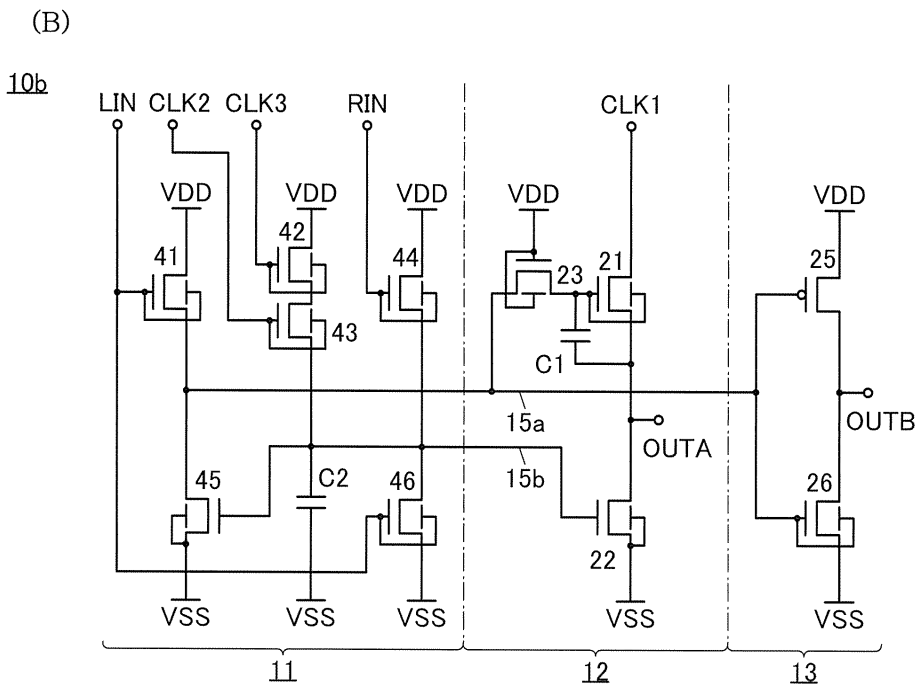 (B)
10b
LIN CLK2 CLK3 RIN CLK1
VDD VDD VDD VDD VDD
41 42 44 23 21 25
43
C1
15a OUTA OUTB
15b
45 C2 46 22 26
VSS VSS VSS VSS VSS
11 12 13